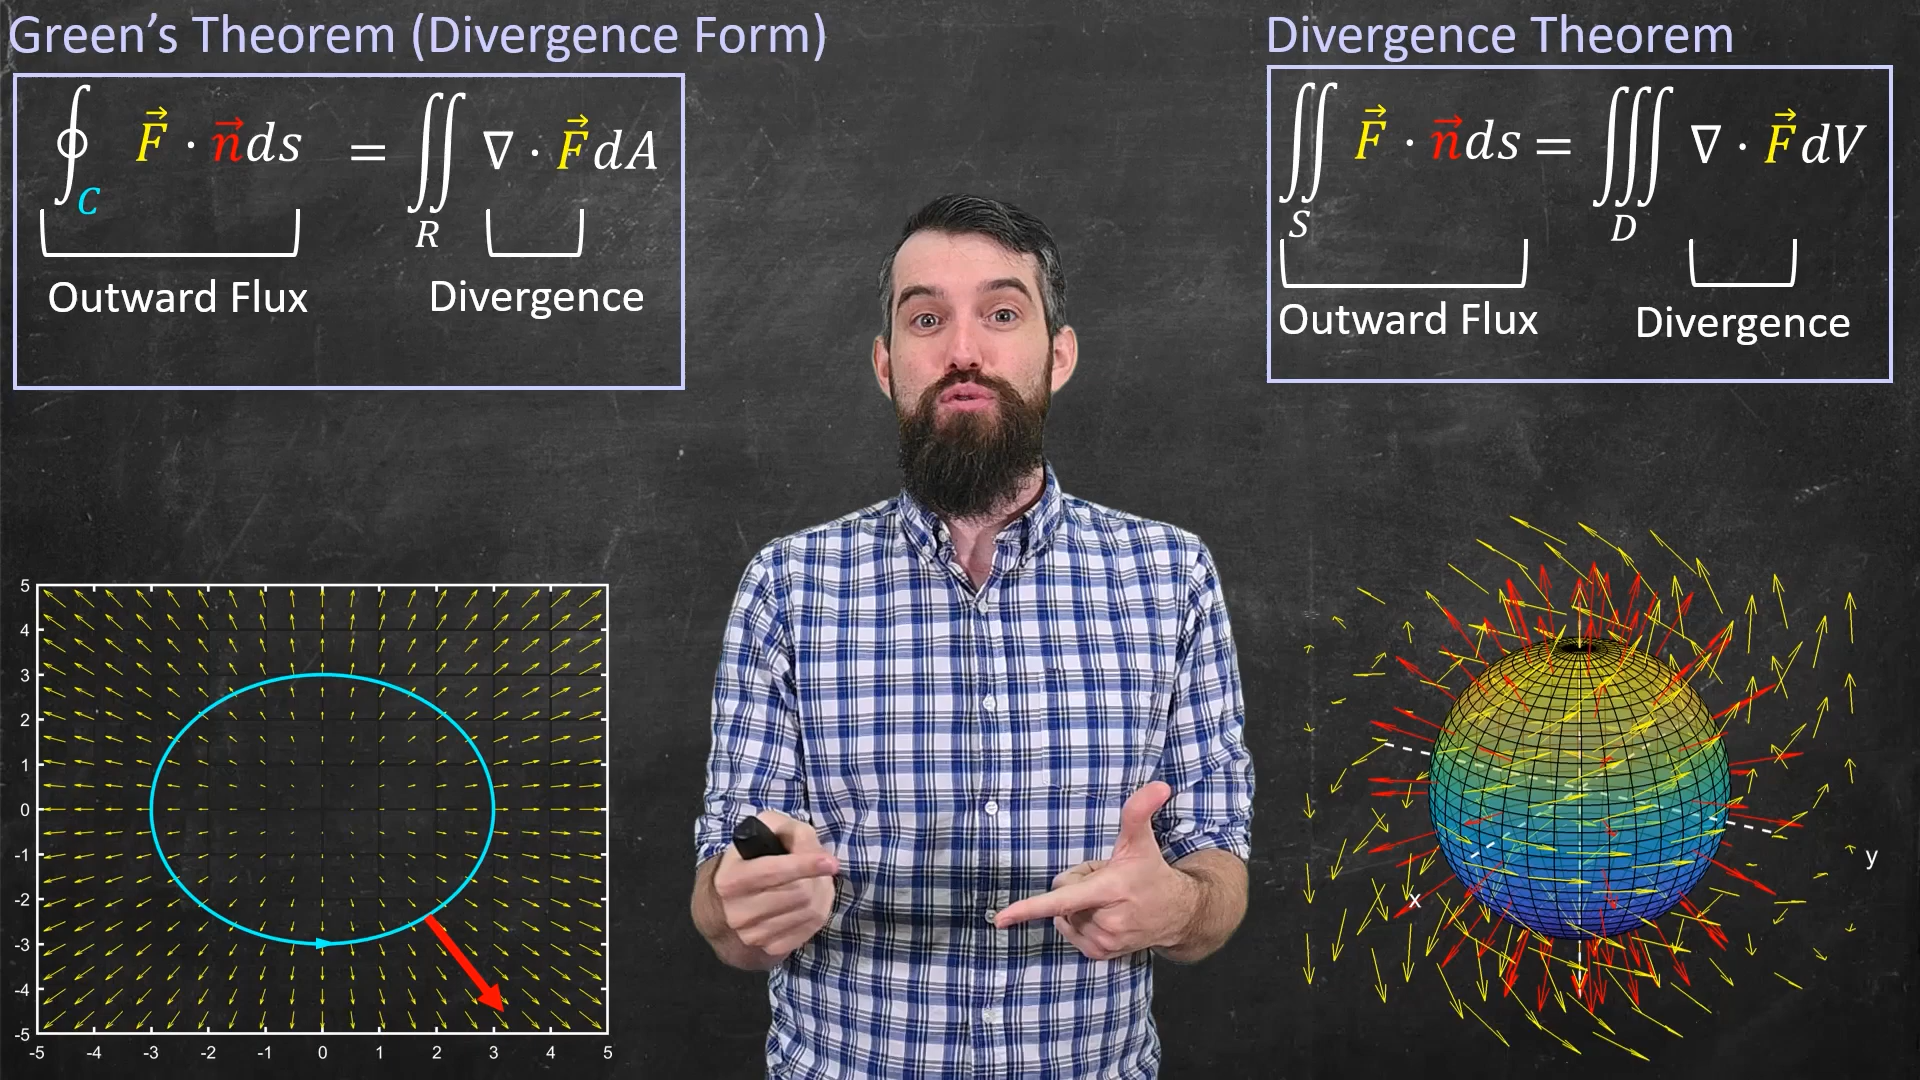 Green's Theorem (Divergence Form)
∮_C F⃗ · n⃗ds = ∬_R ∇ · F⃗ dA
Outward Flux Divergence
Divergence Theorem
∬_S F⃗ · n⃗ds = ∭_D ∇ · F⃗ dV
Outward Flux Divergence
5
4
3
2
1
0
-1
-2
-3
-4
-5
-5 -4 -3 -2 -1 0 1 2 3 4 5
x
y